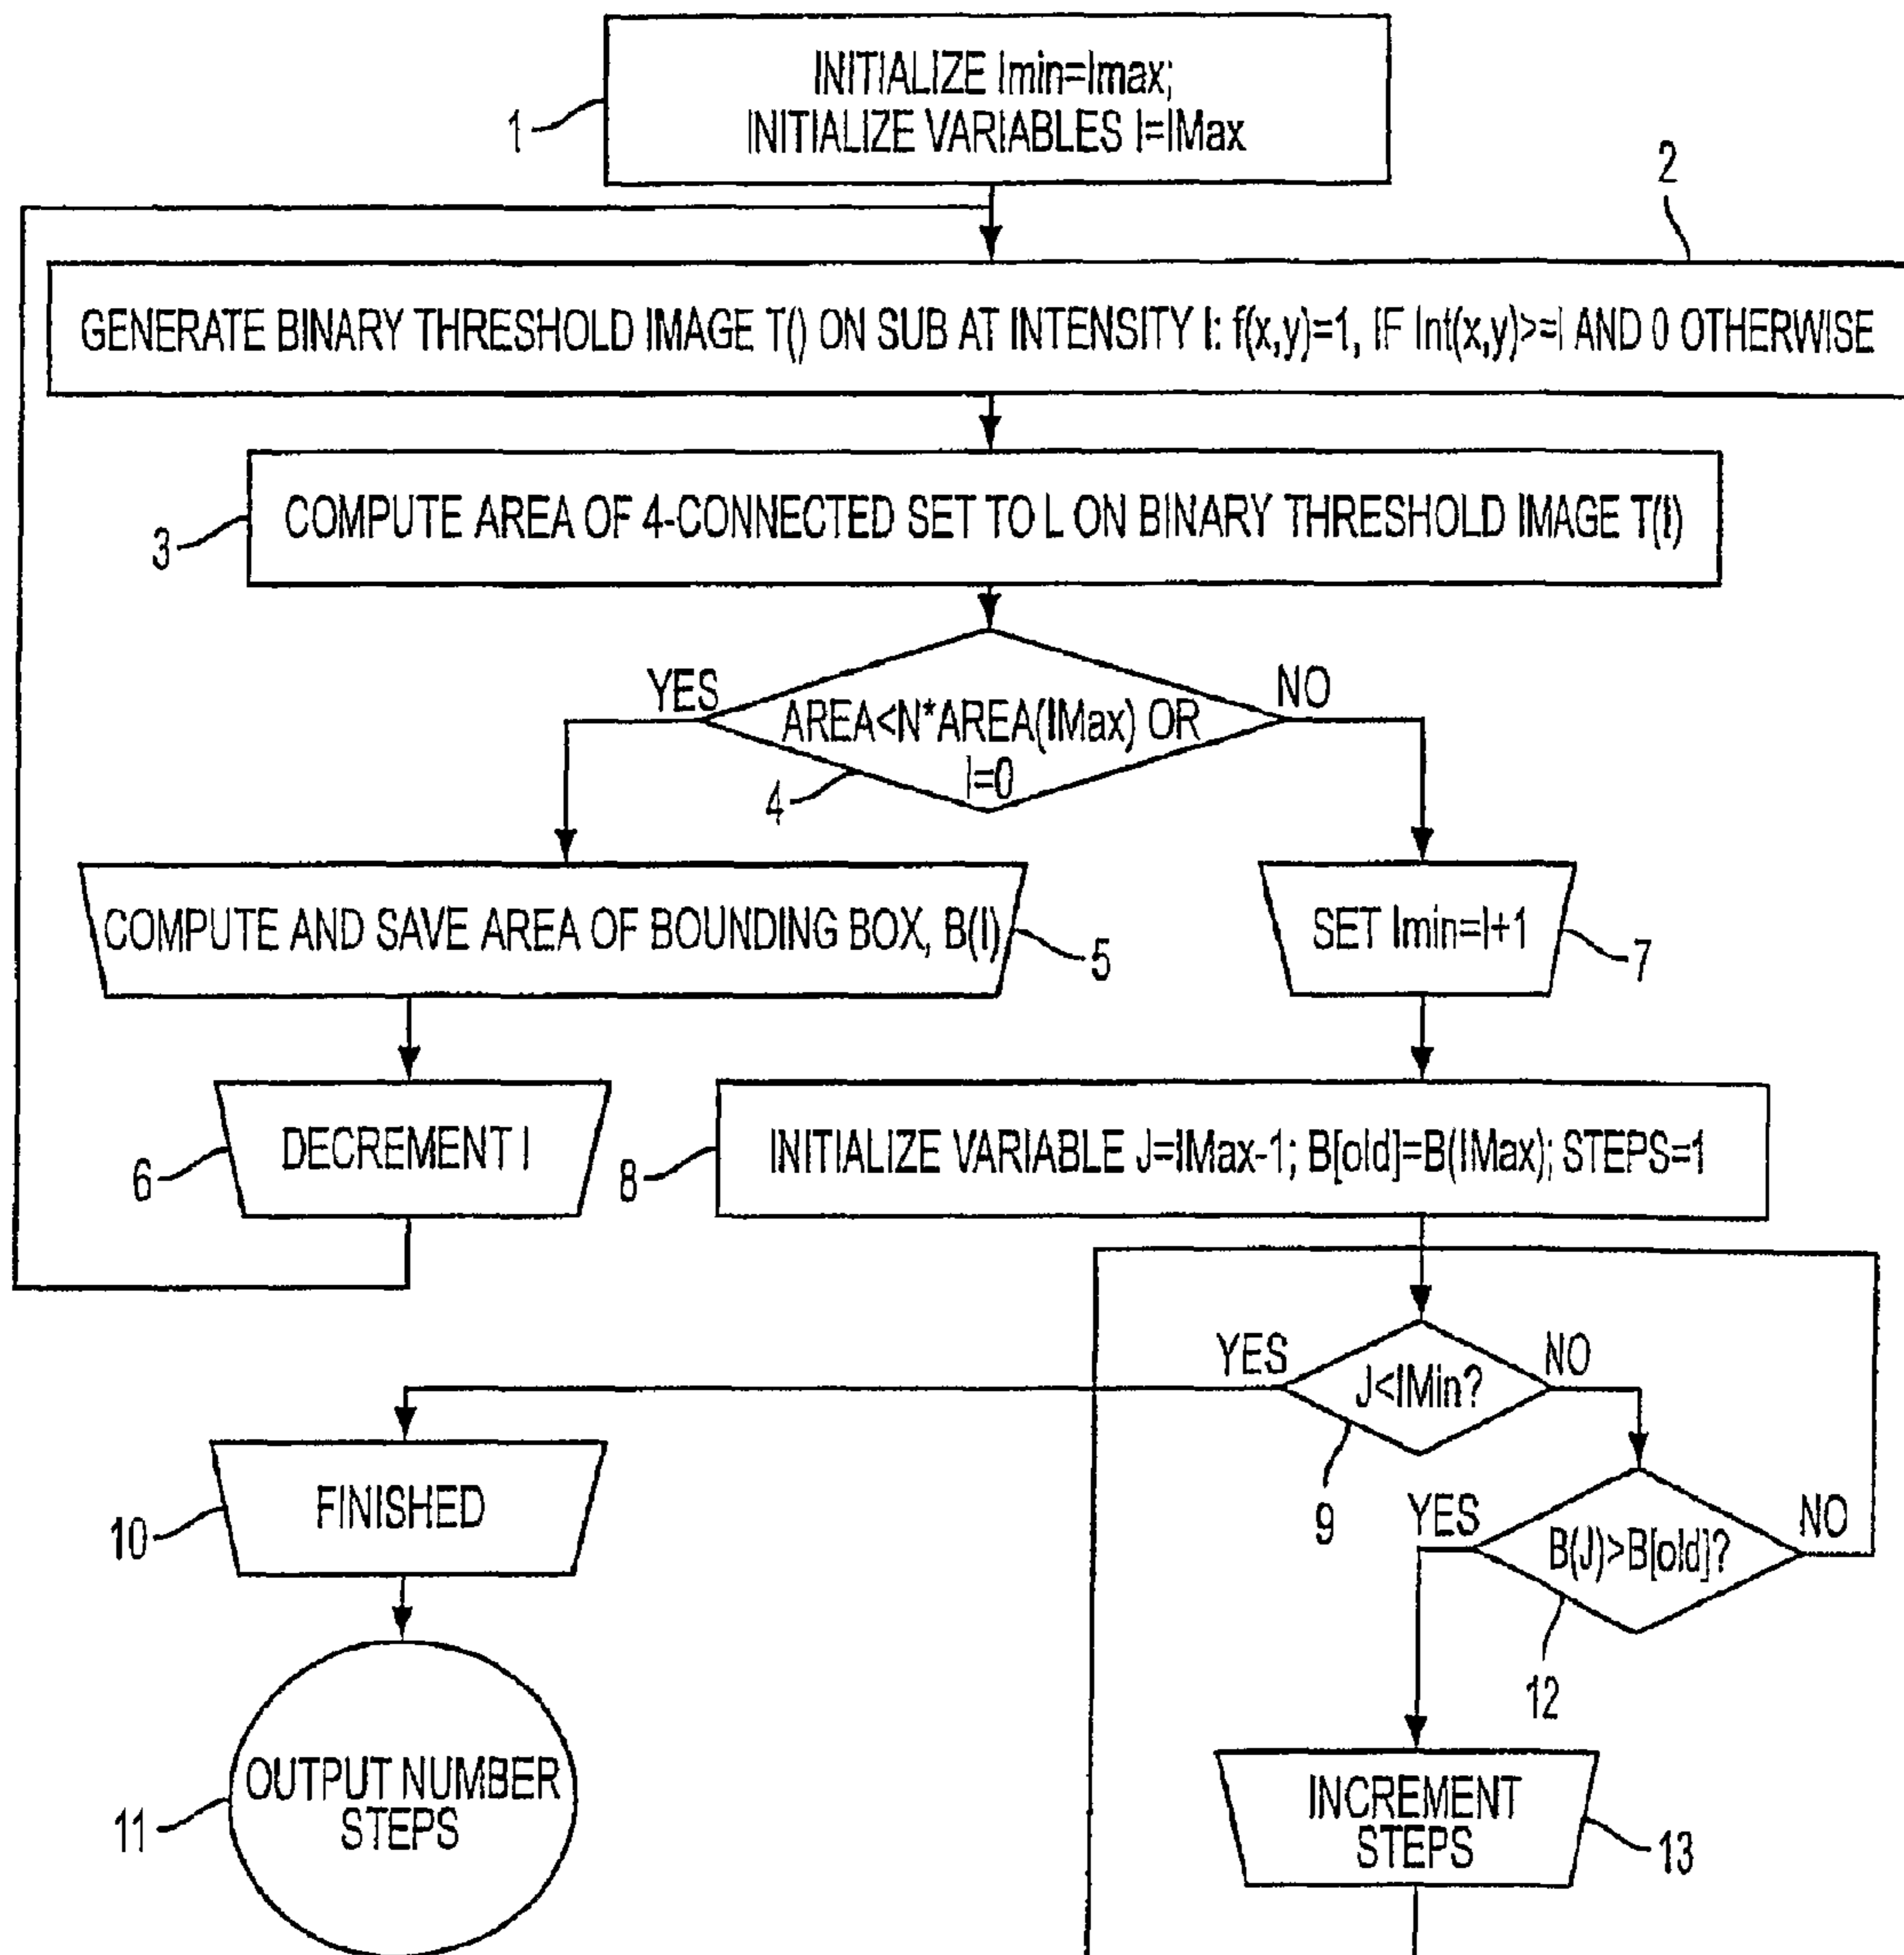 INITIALIZE Imin=Imax;
INITIALIZE VARIABLES I=IMax
1
2
GENERATE BINARY THRESHOLD IMAGE T() ON SUB AT INTENSITY I: f(x,y)=1, IF Int(x,y)>=I AND 0 OTHERWISE
COMPUTE AREA OF 4-CONNECTED SET TO L ON BINARY THRESHOLD IMAGE T(I)
3
YES
NO
AREA<N*AREA(IMax) OR
I=0
4
COMPUTE AND SAVE AREA OF BOUNDING BOX, B(I)
5
SET Imin=I+1
7
DECREMENT I
6
INITIALIZE VARIABLE J=IMax-1; B[old]=B(IMax); STEPS=1
8
YES
NO
J<IMin?
9
FINISHED
10
YES
NO
B(J)>B[old]?
12
OUTPUT NUMBER
STEPS
11
INCREMENT
STEPS
13